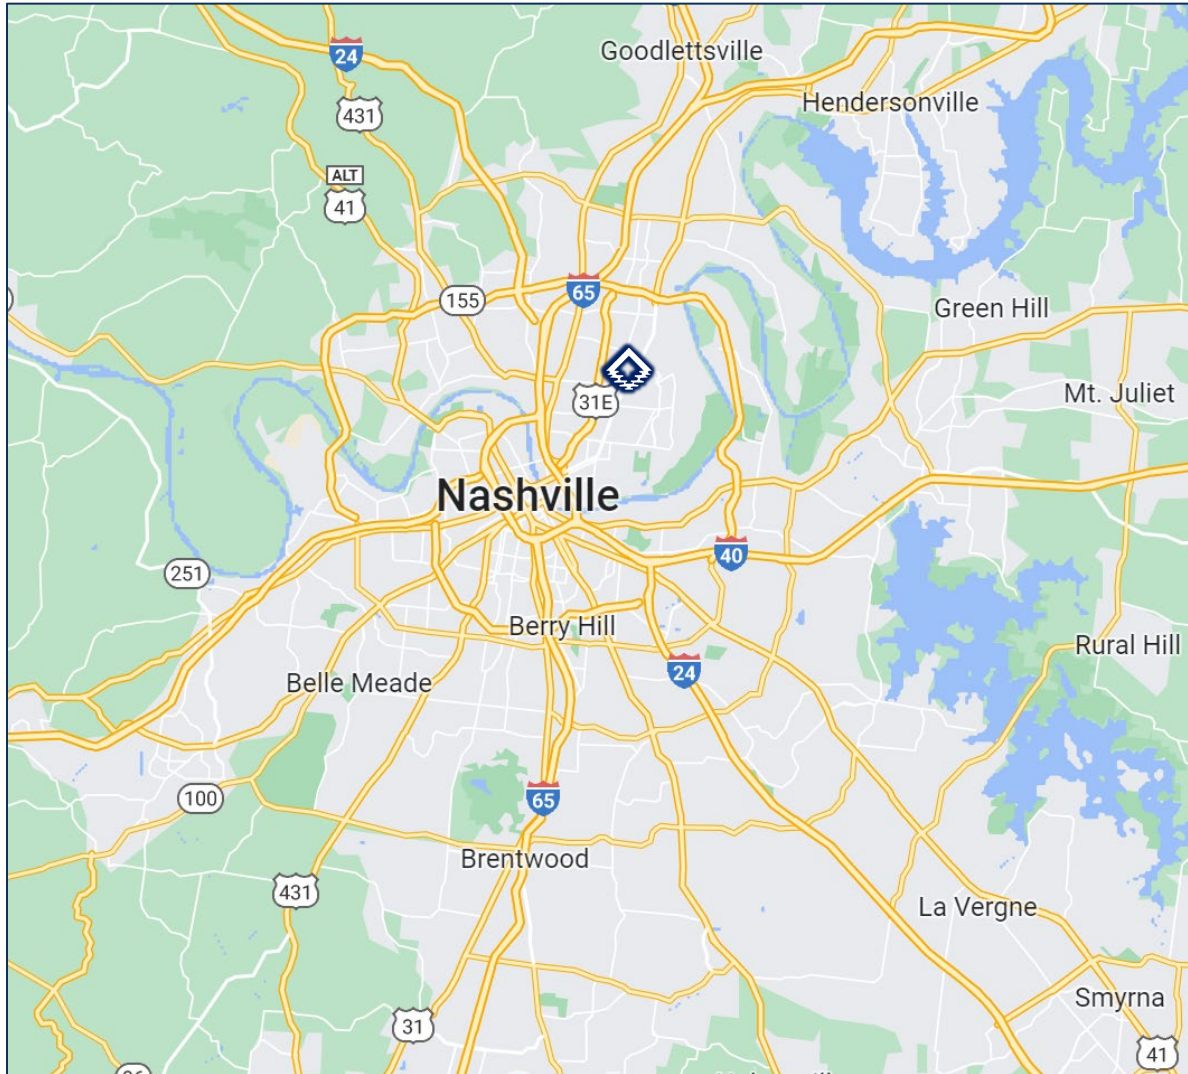 Goodlettsville
24
Hendersonville
431
ALT
41
65
155
Green Hill
31E
Mt. Juliet
Nashville
40
251
Berry Hill
Rural Hill
24
Belle Meade
65
100
Brentwood
431
La Vergne
Smyrna
31
41